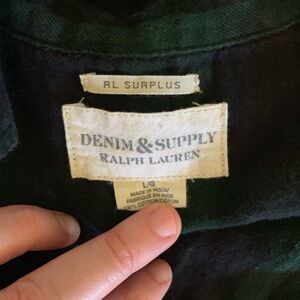 RL SURPLUS
DENIM & SUPPLY
RALPH LAUREN
L/G
MADE IN INDIA/
FABRIQUÉ EN INDE
100% COTTON/COTON